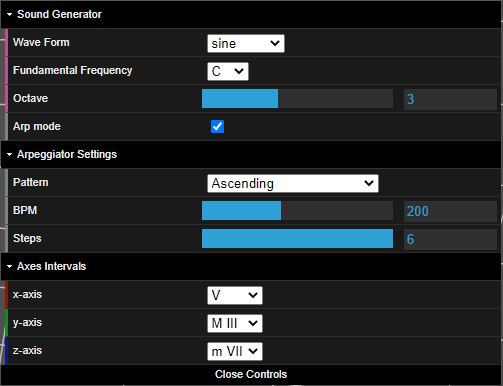 Sound Generator
Wave Form sine
Fundamental Frequency C
Octave 3
Arp mode
Arpeggiator Settings
Pattern Ascending
BPM 200
Steps 6
Axes Intervals
x-axis V
y-axis M III
z-axis m VII
Close Controls